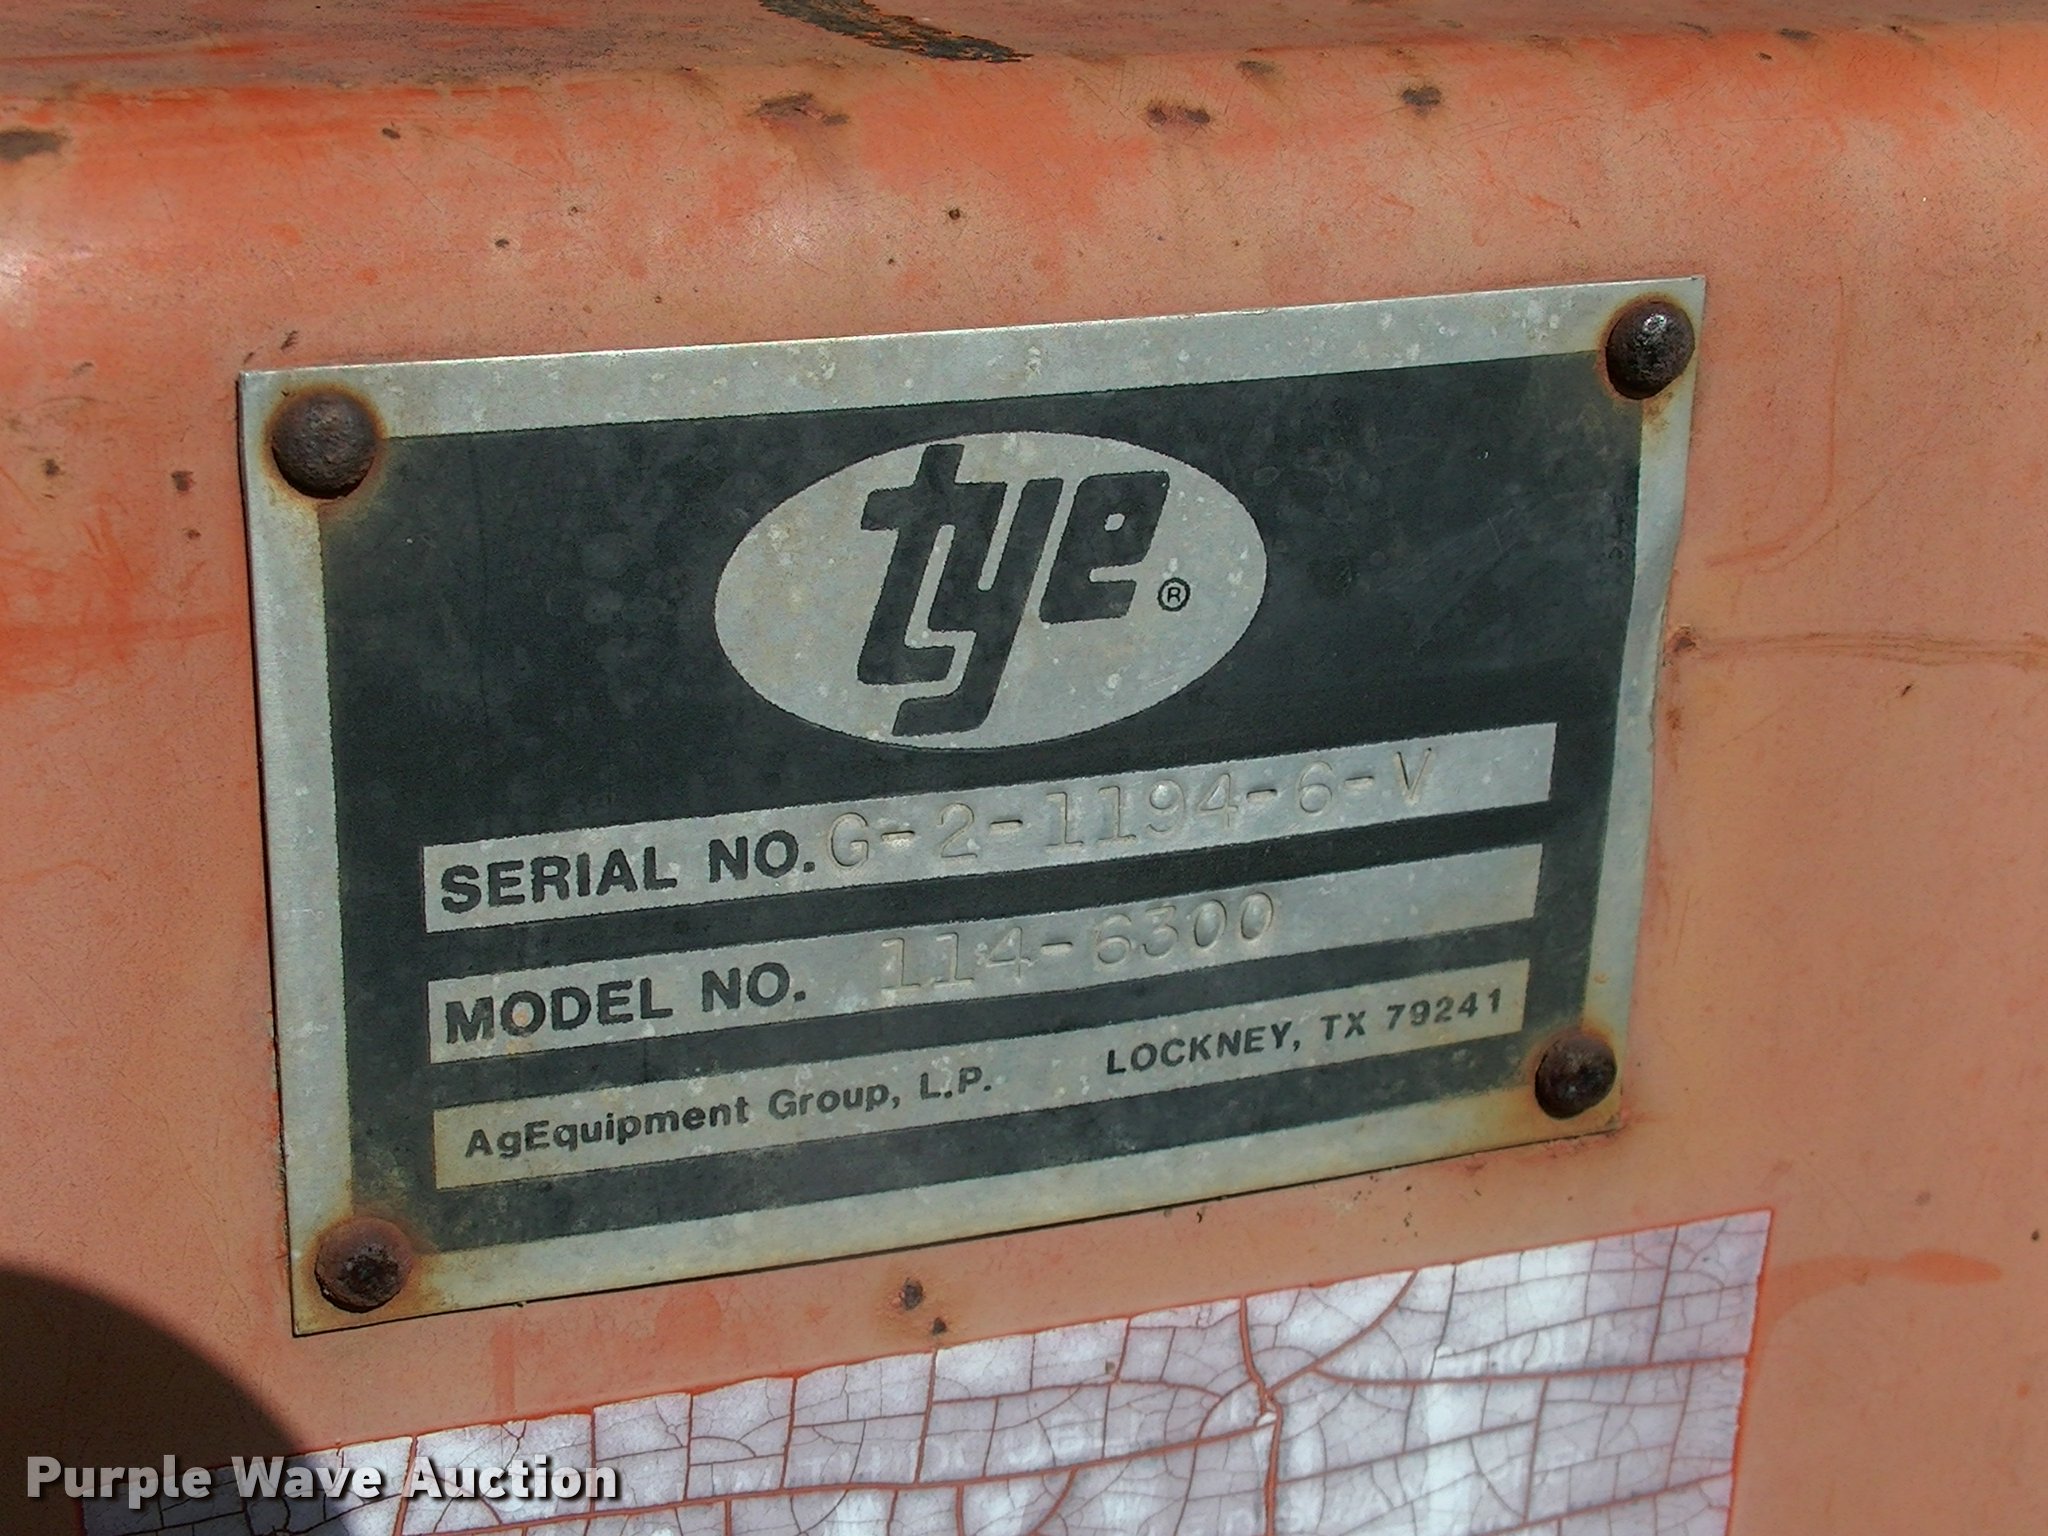 tye ®
SERIAL NO. G-2-1194-6-V
MODEL NO. 114-6300
AgEquipment Group, L.P. LOCKNEY, TX 79241
Purple Wave Auction